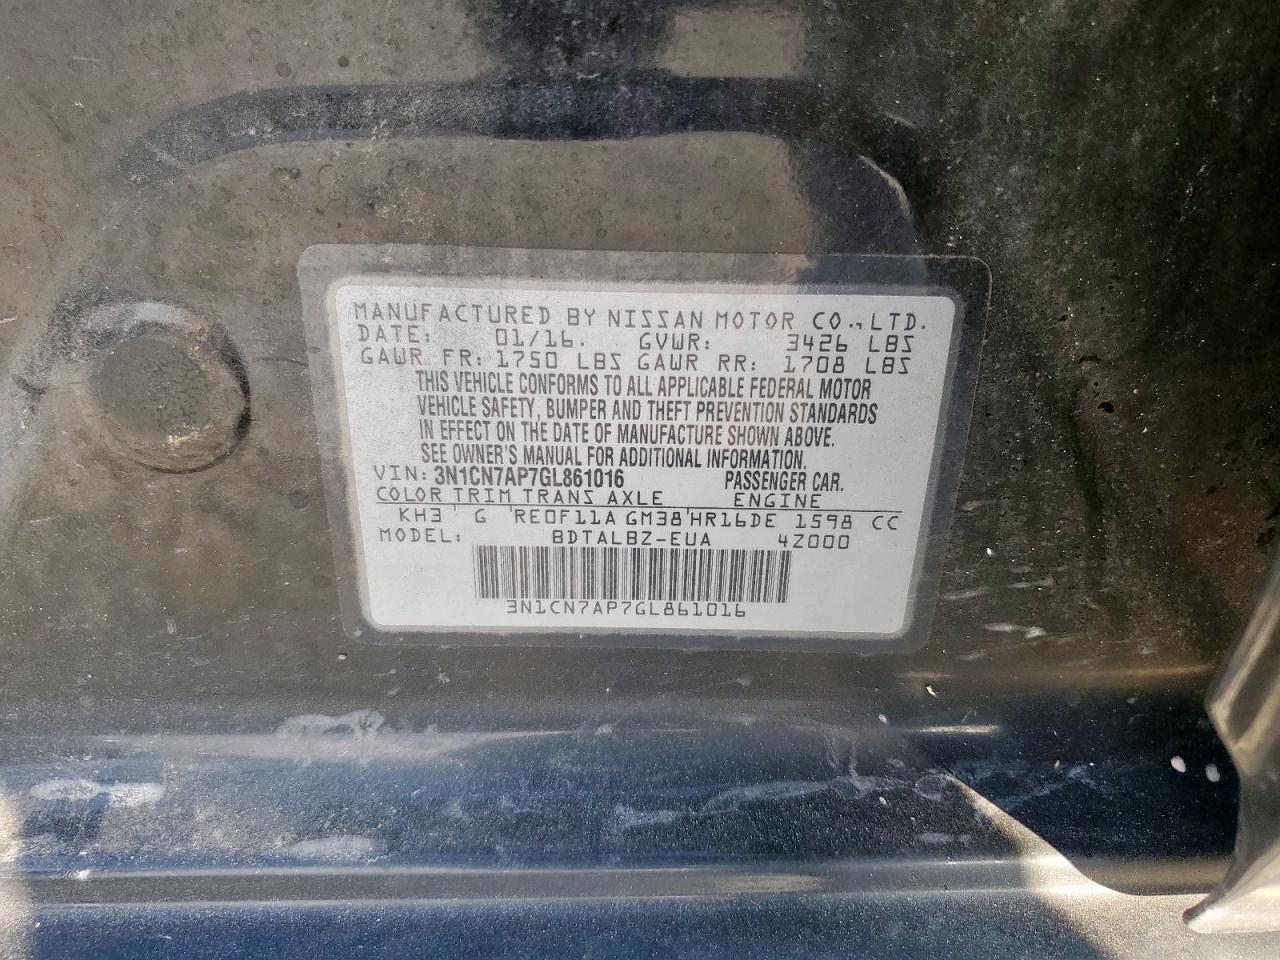 MANUFACTURED BY NISSAN MOTOR CO., LTD.
DATE: 01/16. GVWR: 3426 LBS
GAWR FR: 1750 LBS GAWR RR: 1708 LBS
THIS VEHICLE CONFORMS TO ALL APPLICABLE FEDERAL MOTOR
VEHICLE SAFETY, BUMPER AND THEFT PREVENTION STANDARDS
IN EFFECT ON THE DATE OF MANUFACTURE SHOWN ABOVE.
SEE OWNER'S MANUAL FOR ADDITIONAL INFORMATION.
VIN: 3N1CN7AP7GL861016 PASSENGER CAR.
COLOR TRIM TRANS AXLE ENGINE
KH3 G RE0F11A GM38 HR16DE 1598 CC
MODEL: BDTALBZ-EUA 4Z000
3N1CN7AP7GL861016